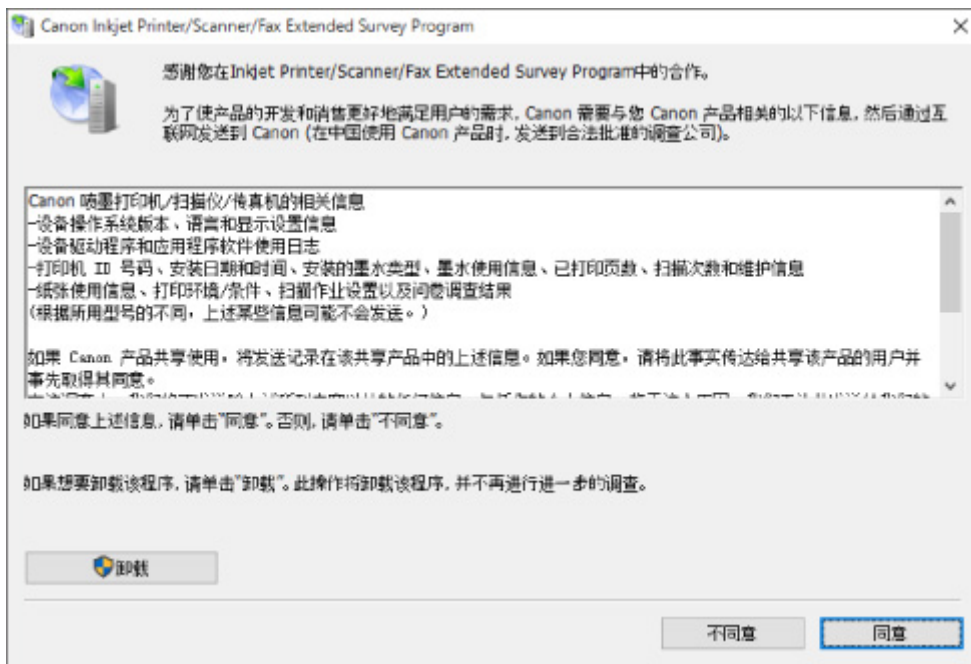 Canon Inkjet Printer/Scanner/Fax Extended Survey Program
感谢您在Inkjet Printer/Scanner/Fax Extended Survey Program中的合作。
为了使产品的开发和销售更好地满足用户的需求, Canon 需要与您 Canon 产品相关的以下信息, 然后通过互
联网发送到 Canon (在中国使用 Canon 产品时, 发送到合法批准的调查公司)。
Canon 喷墨打印机/扫描仪/传真机的相关信息
-设备操作系统版本、语言和显示设置信息
-设备驱动程序和应用程序软件使用日志
-打印机 ID 号码、安装日期和时间、安装的墨水类型、墨水使用信息、已打印页数、扫描次数和维护信息
-纸张使用信息、打印环境/条件、扫描作业设置以及问卷调查结果
(根据所用型号的不同，上述某些信息可能不会发送。)
如果 Canon 产品共享使用，将发送记录在该共享产品中的上述信息。如果您同意，请将此事实传达给共享该产品的用户并
事先取得其同意。
如果同意上述信息, 请单击"同意"。否则, 请单击"不同意"。
如果想要卸载该程序, 请单击"卸载"。此操作将卸载该程序, 并不再进行进一步的调查。
卸载
不同意
同意